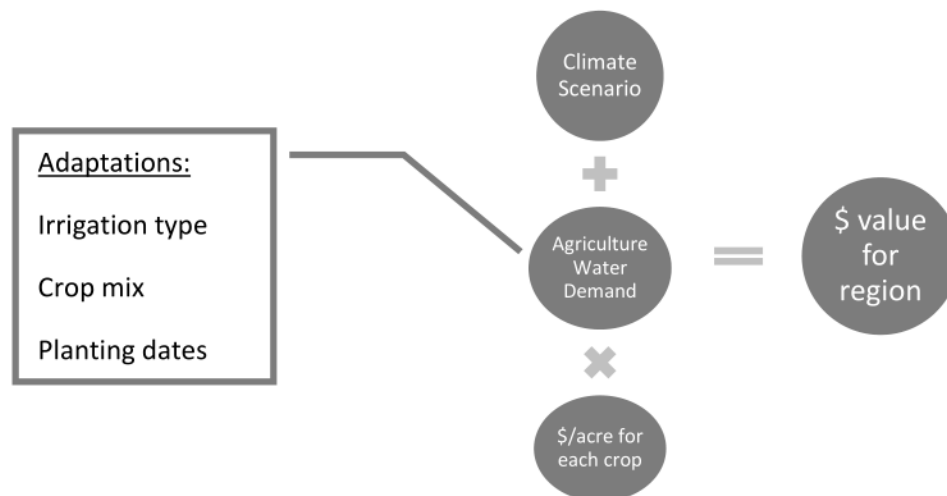 Adaptations:
Irrigation type
Crop mix
Planting dates
Climate
Scenario
+
Agriculture
Water
Demand
×
$/acre for
each crop
=
$ value
for
region